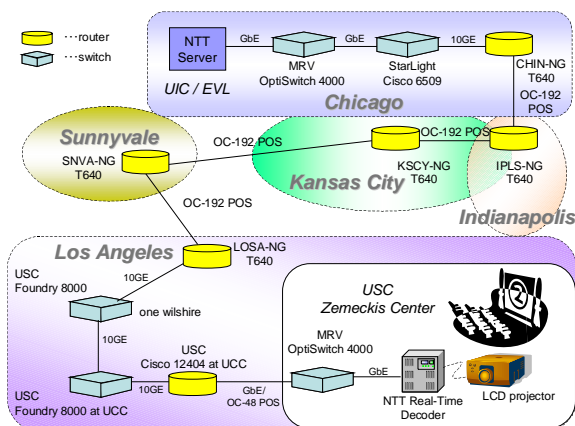 …router
…switch
NTT
Server
GbE
MRV
OptiSwitch 4000
GbE
StarLight
Cisco 6509
10GE
CHIN-NG
T640
UIC / EVL
Chicago
OC-192
POS
Sunnyvale
SNVA-NG
T640
OC-192 POS
KSCY-NG
T640
OC-192 POS
IPLS-NG
T640
Kansas City
Indianapolis
OC-192 POS
Los Angeles
LOSA-NG
T640
10GE
USC
Foundry 8000
one wilshire
10GE
USC
Foundry 8000 at UCC
10GE
USC
Cisco 12404 at UCC
GbE/
OC-48 POS
USC
Zemeckis Center
MRV
OptiSwitch 4000
GbE
NTT Real-Time
Decoder
LCD projector
2